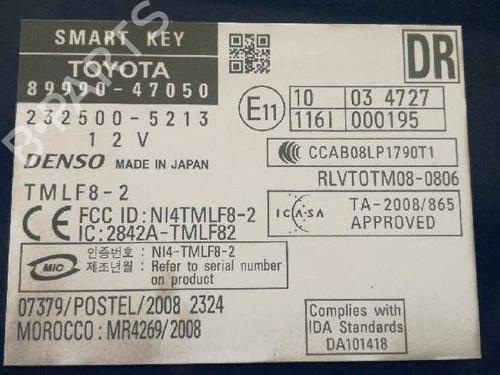 SMART KEY
TOYOTA
89990-47050
232500-5213
12V
DENSO MADE IN JAPAN
TMLF8-2
DR
E11
10 03 4727
116I 000195
CCAB08LP1790T1
RLVTOTM08-0806
FCC ID:NI4TMLF8-2
IC:2842A-TMLF82
ICASA
TA-2008/865
APPROVED
MIC
인증번호 : NI4-TMLF8-2
제조년월 : Refer to serial number
on product
07379/POSTEL/2008 2324
MOROCCO:MR4269/2008
Complies with
IDA Standards
DA101418
B-PARTS